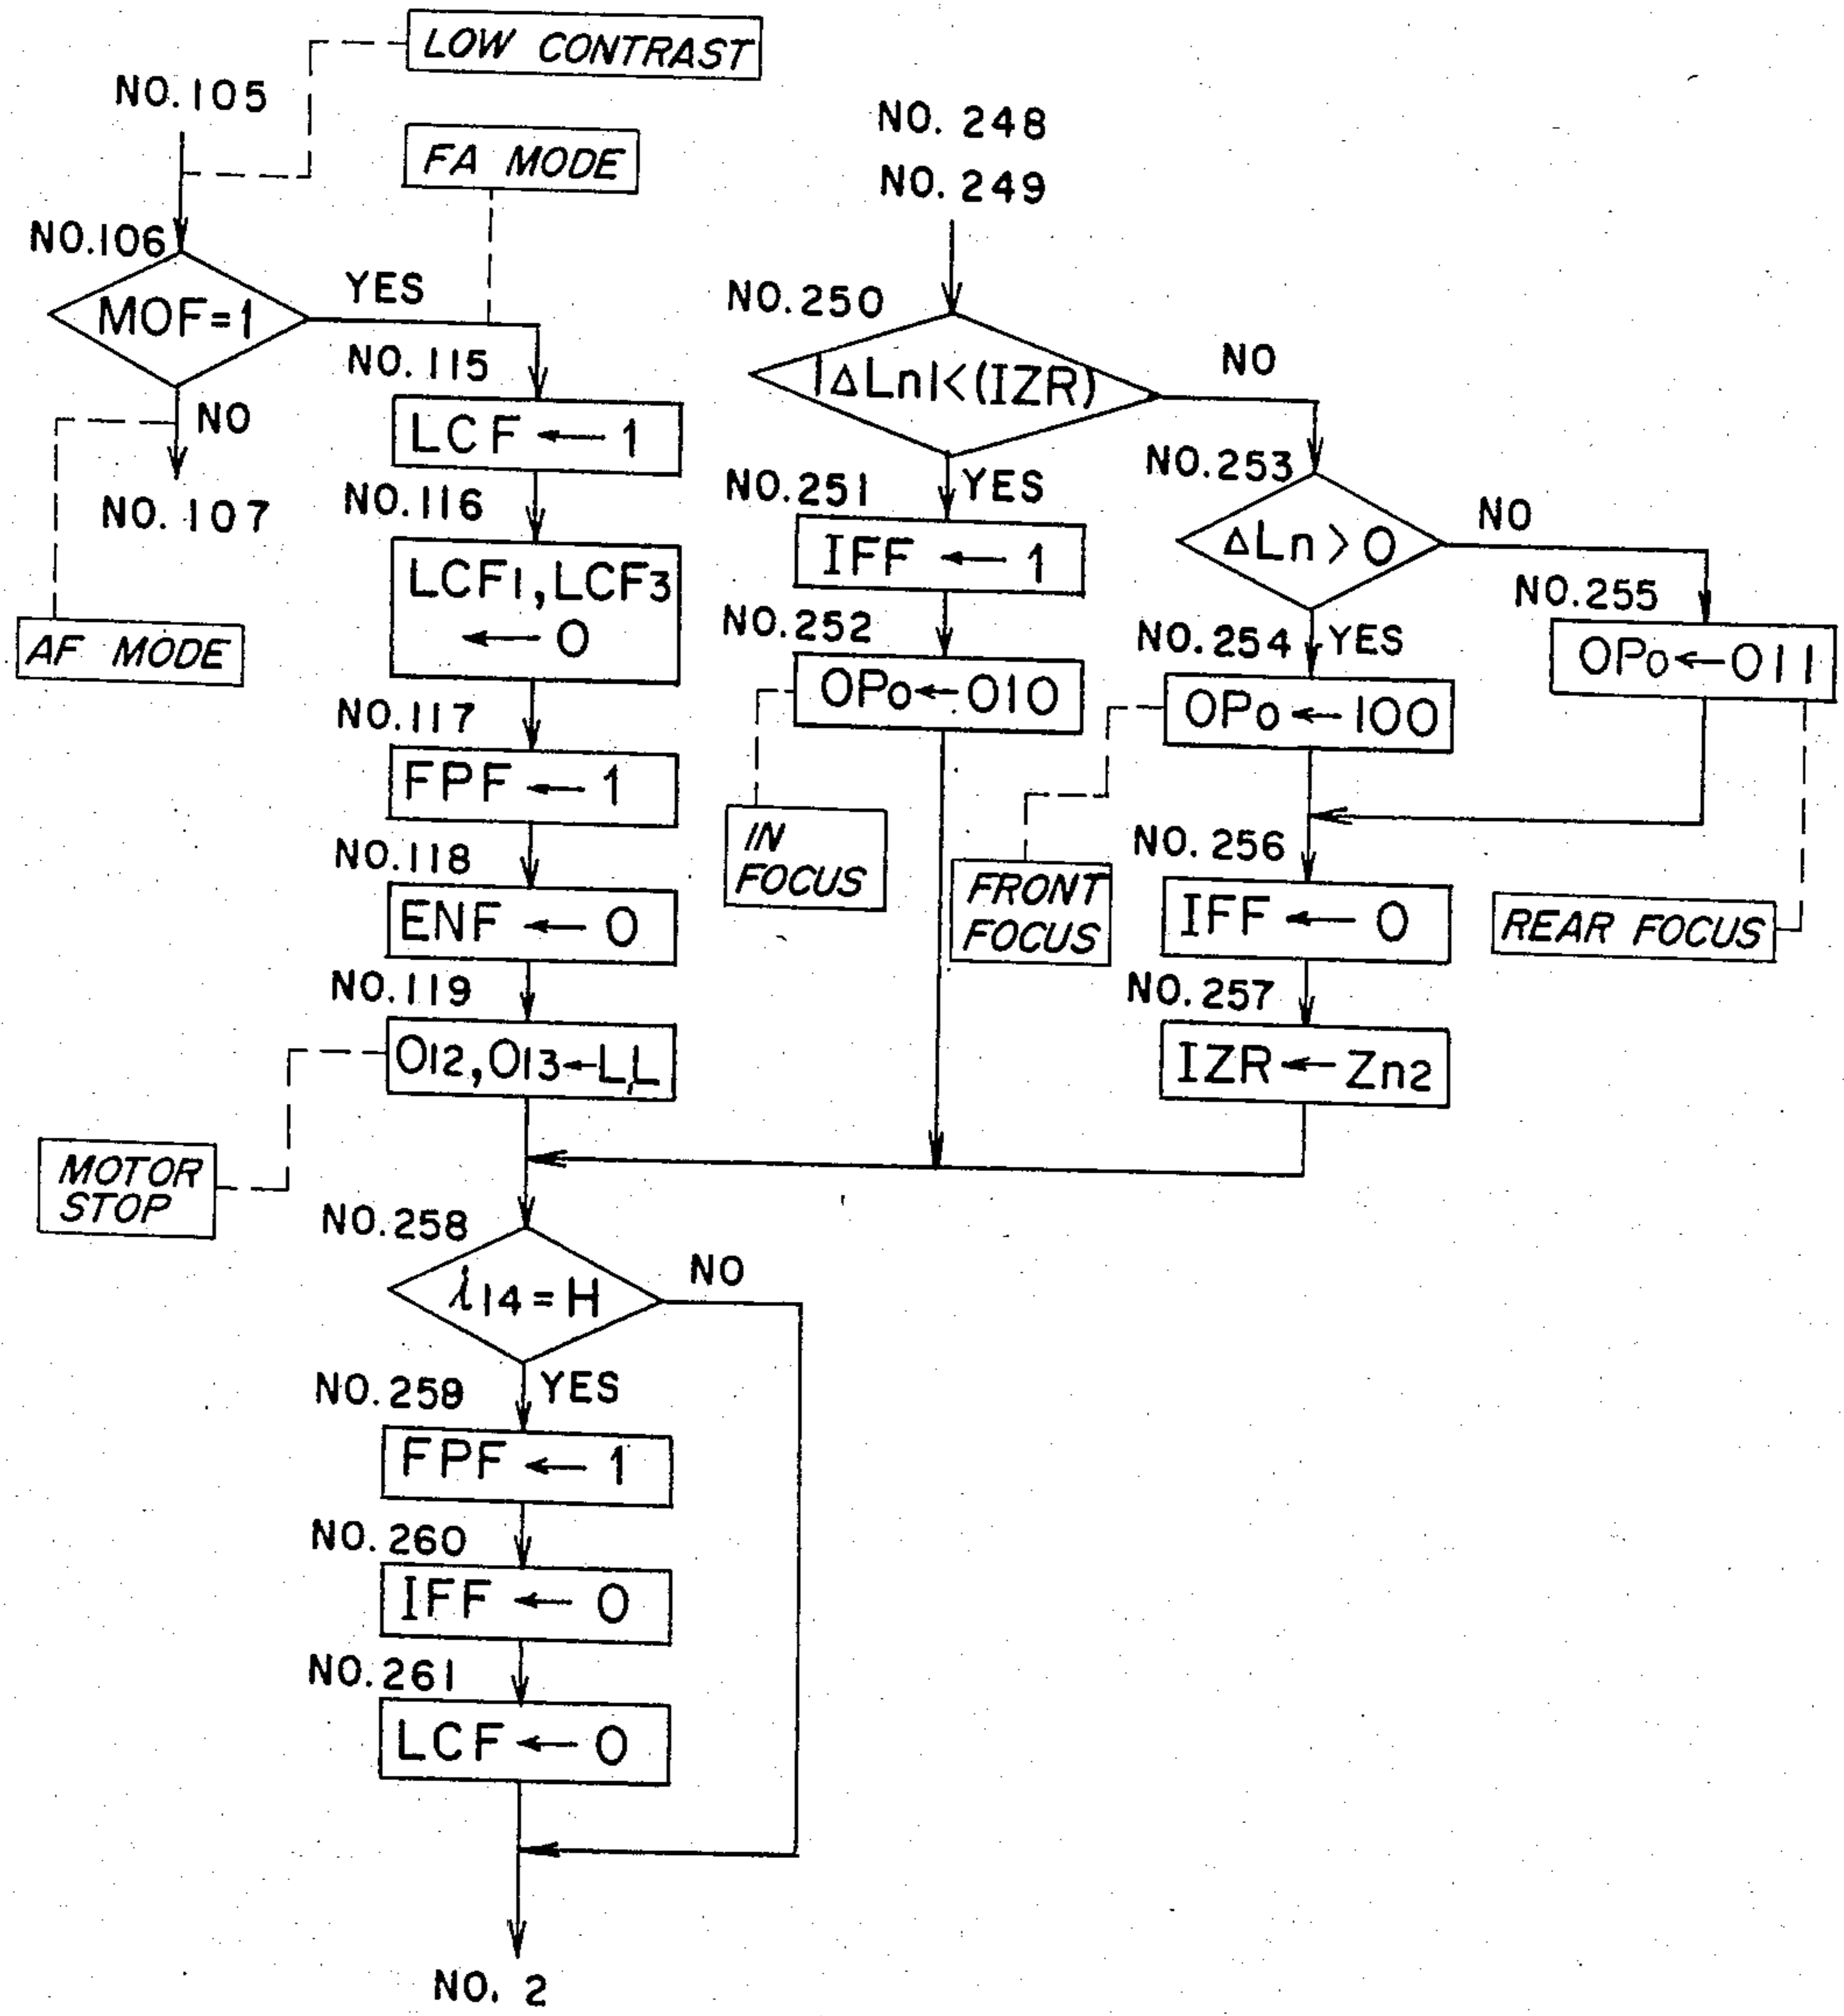 LOW CONTRAST
NO.105
FA MODE
NO.106
MOF=1
YES
NO
NO.107
AF MODE
NO.115
LCF ← 1
NO.116
LCF1, LCF3
← 0
NO.117
FPF ← 1
NO.118
ENF ← 0
NO.119
O12, O13←L,L
MOTOR
STOP
NO. 248
NO. 249
NO.250
|ΔLn|<(IZR)
NO
YES
NO.251
IFF ← 1
NO.252
OPo←010
IN
FOCUS
NO.253
ΔLn>0
NO
YES
NO.254
OPo←100
FRONT
FOCUS
NO.255
OPo←011
REAR FOCUS
NO.256
IFF ← 0
NO.257
IZR←Zn2
NO.258
i14=H
NO
YES
NO.259
FPF ← 1
NO.260
IFF ← 0
NO.261
LCF ← 0
NO. 2